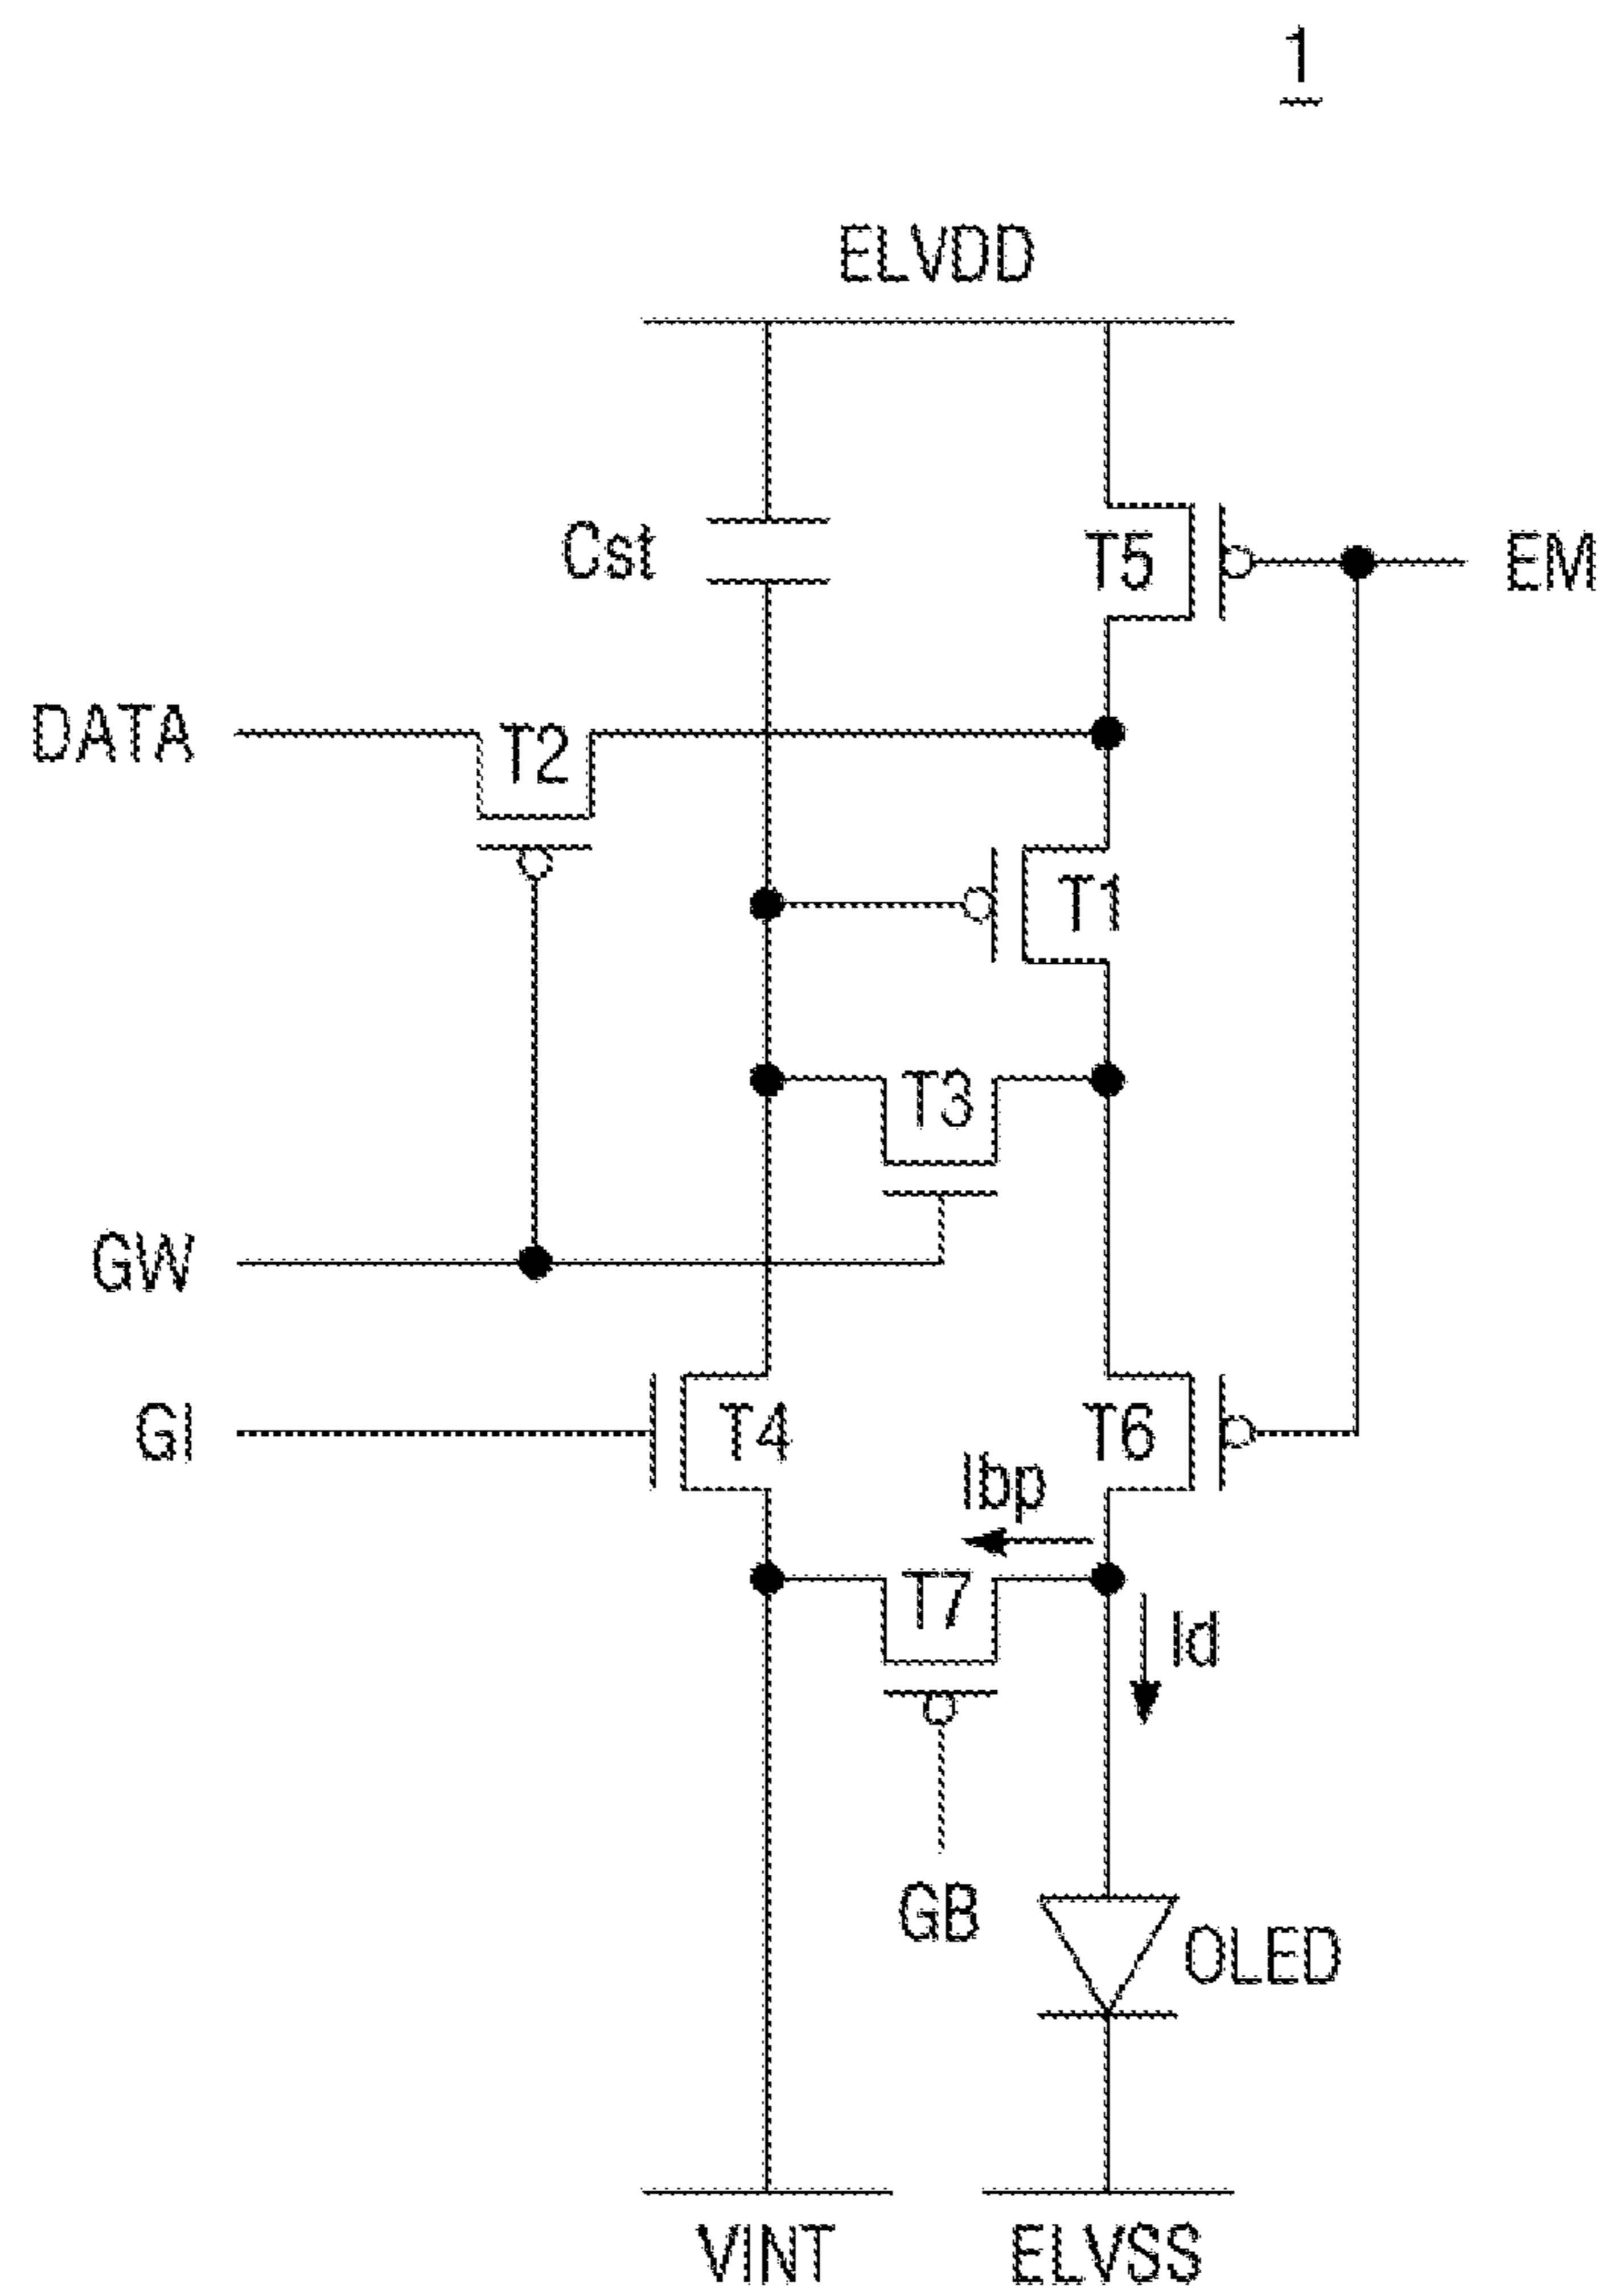 1
ELVDD
Cst
T5
EM
DATA
T2
T1
T3
GW
GI
T4
T6
Ibp
T7
Id
GB
OLED
VINT
ELVSS